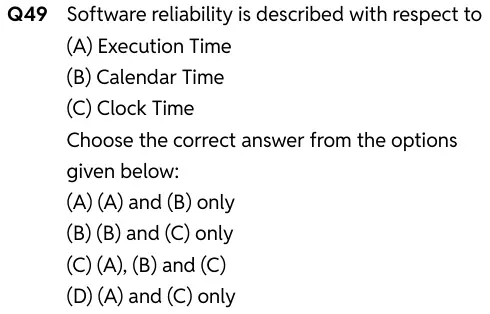 Q49 Software reliability is described with respect to
(A) Execution Time
(B) Calendar Time
(C) Clock Time
Choose the correct answer from the options
given below:
(A) (A) and (B) only
(B) (B) and (C) only
(C) (A), (B) and (C)
(D) (A) and (C) only